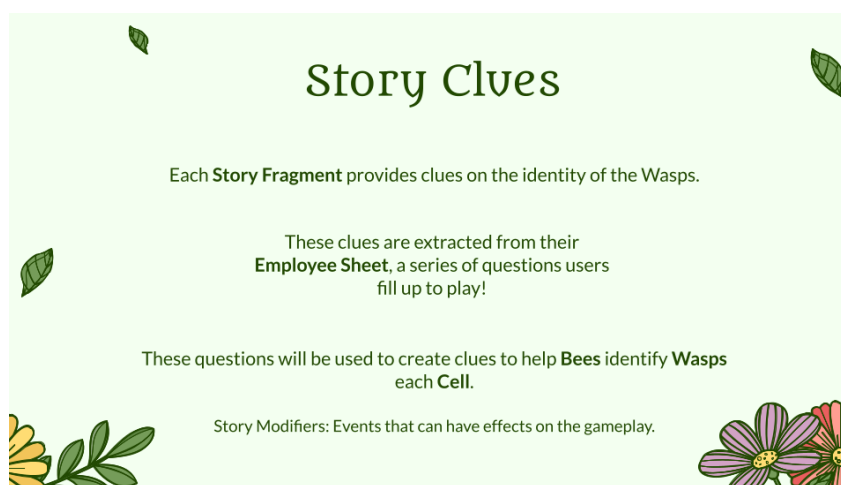 Story Clues
Each Story Fragment provides clues on the identity of the Wasps.
These clues are extracted from their
Employee Sheet, a series of questions users
fill up to play!
These questions will be used to create clues to help Bees identify Wasps
each Cell.
Story Modifiers: Events that can have effects on the gameplay.